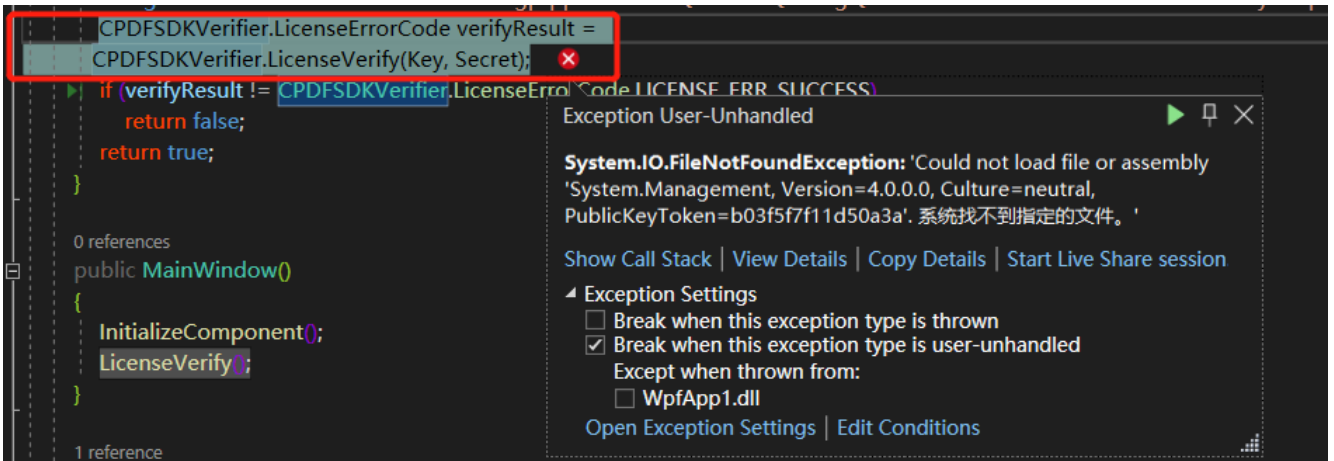 CPDFSDKVerifier.LicenseErrorCode verifyResult =
CPDFSDKVerifier.LicenseVerify(Key, Secret);
if (verifyResult != CPDFSDKVerifier.LicenseErrorCode.LICENSE_ERR_SUCCESS)
return false;
return true;
}
0 references
public MainWindow()
{
InitializeComponent();
LicenseVerify();
}
1 reference
Exception User-Unhandled
System.IO.FileNotFoundException: 'Could not load file or assembly
'System.Management, Version=4.0.0.0, Culture=neutral,
PublicKeyToken=b03f5f7f11d50a3a'. 系统找不到指定的文件。'
Show Call Stack | View Details | Copy Details | Start Live Share session
Exception Settings
Break when this exception type is thrown
Break when this exception type is user-unhandled
Except when thrown from:
WpfApp1.dll
Open Exception Settings | Edit Conditions